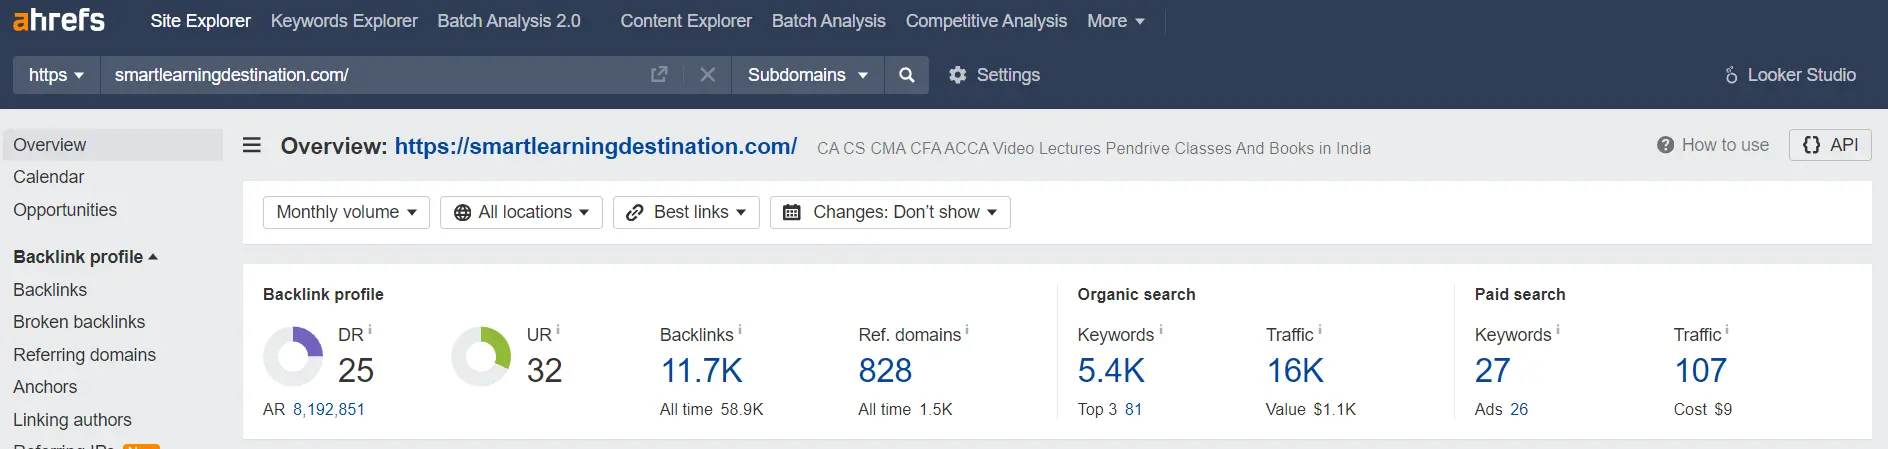 ahrefs Site Explorer Keywords Explorer Batch Analysis 2.0 Content Explorer Batch Analysis Competitive Analysis More
https smartlearningdestination.com/ Subdomains Settings Looker Studio
Overview
Calendar
Opportunities
Backlink profile
Backlinks
Broken backlinks
Referring domains
Anchors
Linking authors
Overview: https://smartlearningdestination.com/ CA CS CMA CFA ACCA Video Lectures Pendrive Classes And Books in India How to use {} API
Monthly volume All locations Best links Changes: Don’t show
Backlink profile Organic search Paid search
DR i UR i Backlinks i Ref. domains i Keywords i Traffic i Keywords i Traffic i
25 32 11.7K 828 5.4K 16K 27 107
AR 8,192,851 All time 58.9K All time 1.5K Top 3 81 Value $1.1K Ads 26 Cost $9